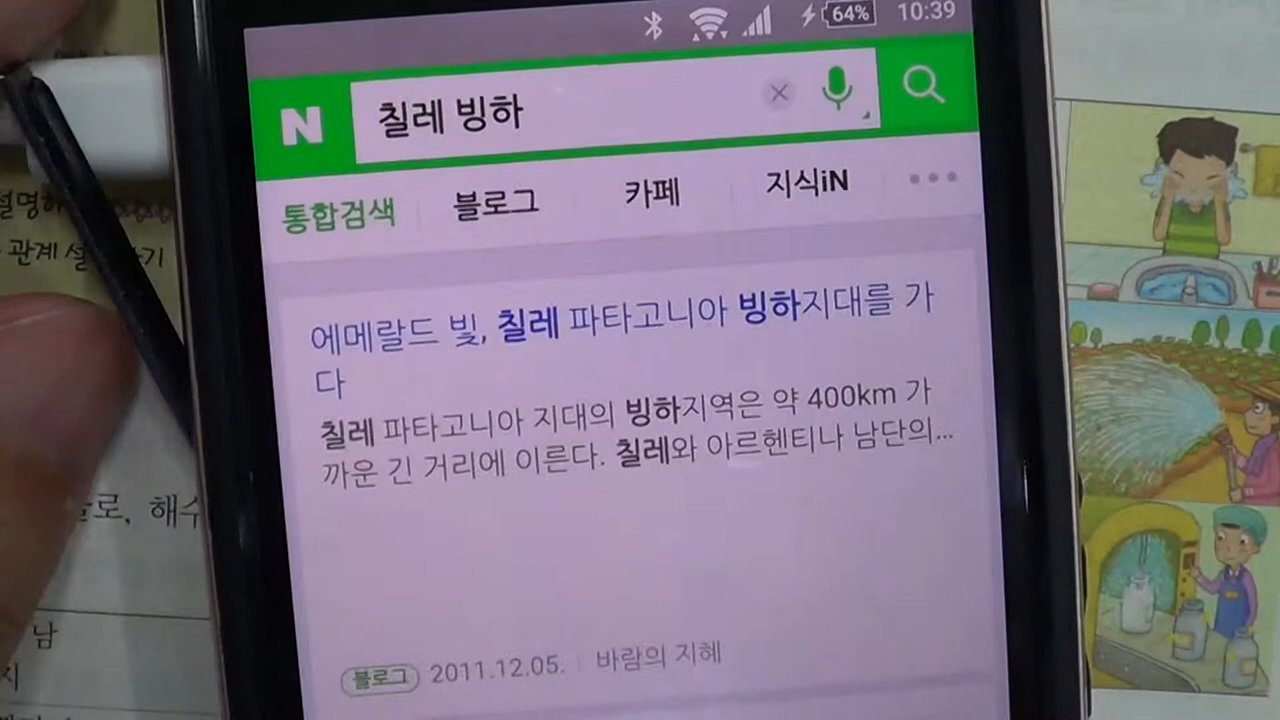 64% 10:39
N 칠레 빙하
통합검색 블로그 카페 지식iN
에메랄드 빛, 칠레 파타고니아 빙하지대를 가
다
칠레 파타고니아 지대의 빙하지역은 약 400km 가
까운 긴 거리에 이른다. 칠레와 아르헨티나 남단의...
블로그 2011.12.05. 바람의 지혜
관계 설
로, 해수
남
지